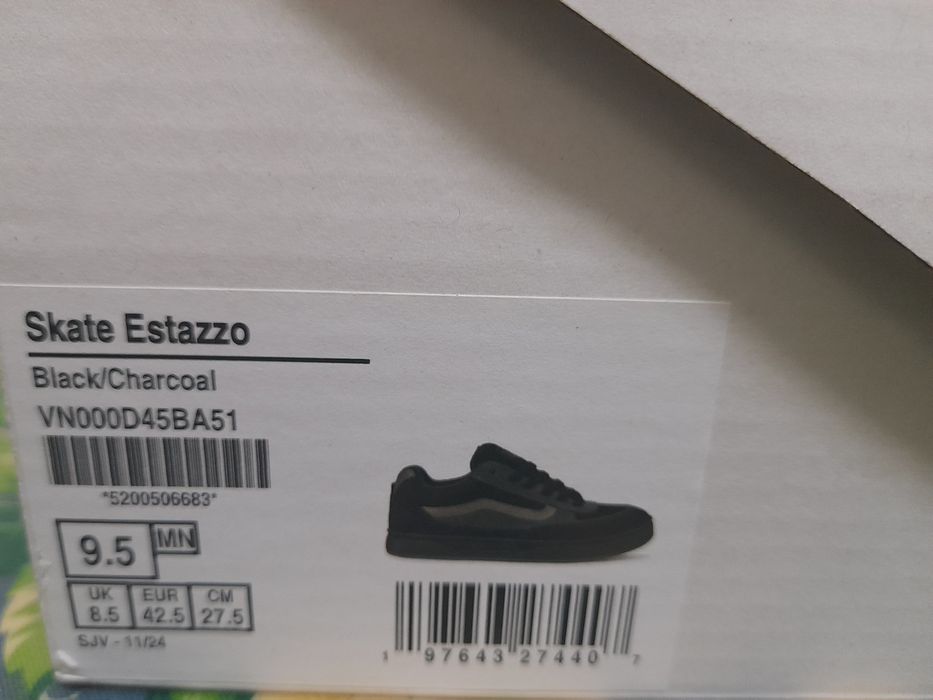 Skate Estazzo
Black/Charcoal
VN000D45BA51
*5200506683*
9.5 MN
UK EUR CM
8.5 42.5 27.5
SJV - 11/24
1 97643 27440 7